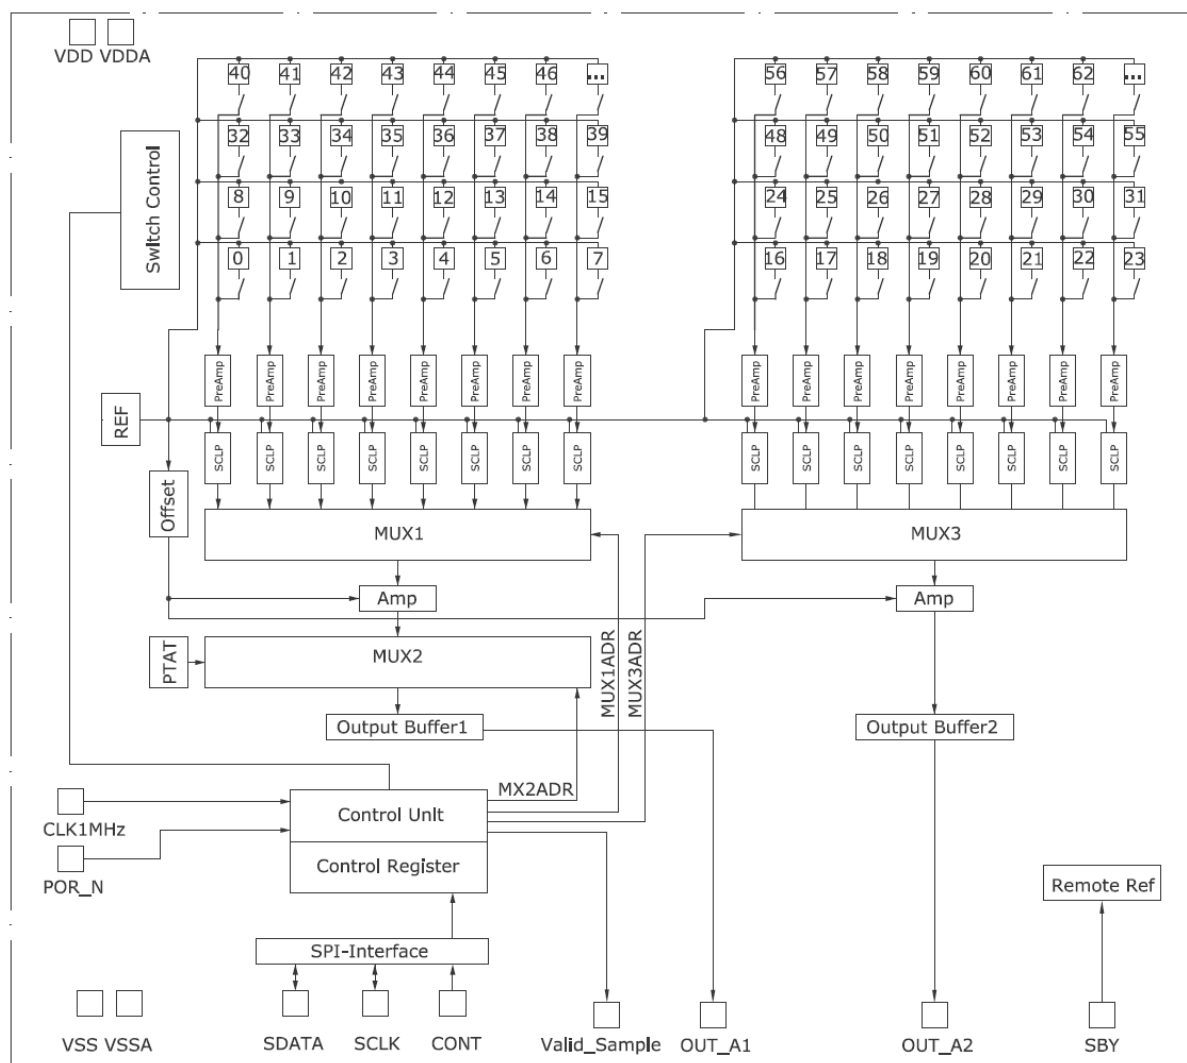 VDD VDDA
40 41 42 43 44 45 46 ... 56 57 58 59 60 61 62 ...
32 33 34 35 36 37 38 39 48 49 50 51 52 53 54 55
8 9 10 11 12 13 14 15 24 25 26 27 28 29 30 31
0 1 2 3 4 5 6 7 16 17 18 19 20 21 22 23
Switch Control
PreAmp PreAmp PreAmp PreAmp PreAmp PreAmp PreAmp PreAmp PreAmp PreAmp PreAmp PreAmp PreAmp PreAmp PreAmp PreAmp
REF
SCLP SCLP SCLP SCLP SCLP SCLP SCLP SCLP SCLP SCLP SCLP SCLP SCLP SCLP SCLP SCLP
Offset
MUX1 MUX3
Amp Amp
PTAT
MUX2
MUX1ADR
MUX3ADR
Output Buffer1 Output Buffer2
MX2ADR
CLK1MHz
Control Unlt
POR_N
Control Register
Remote Ref
SPI-Interface
VSS VSSA SDATA SCLK CONT Valid_Sample OUT_A1 OUT_A2 SBY